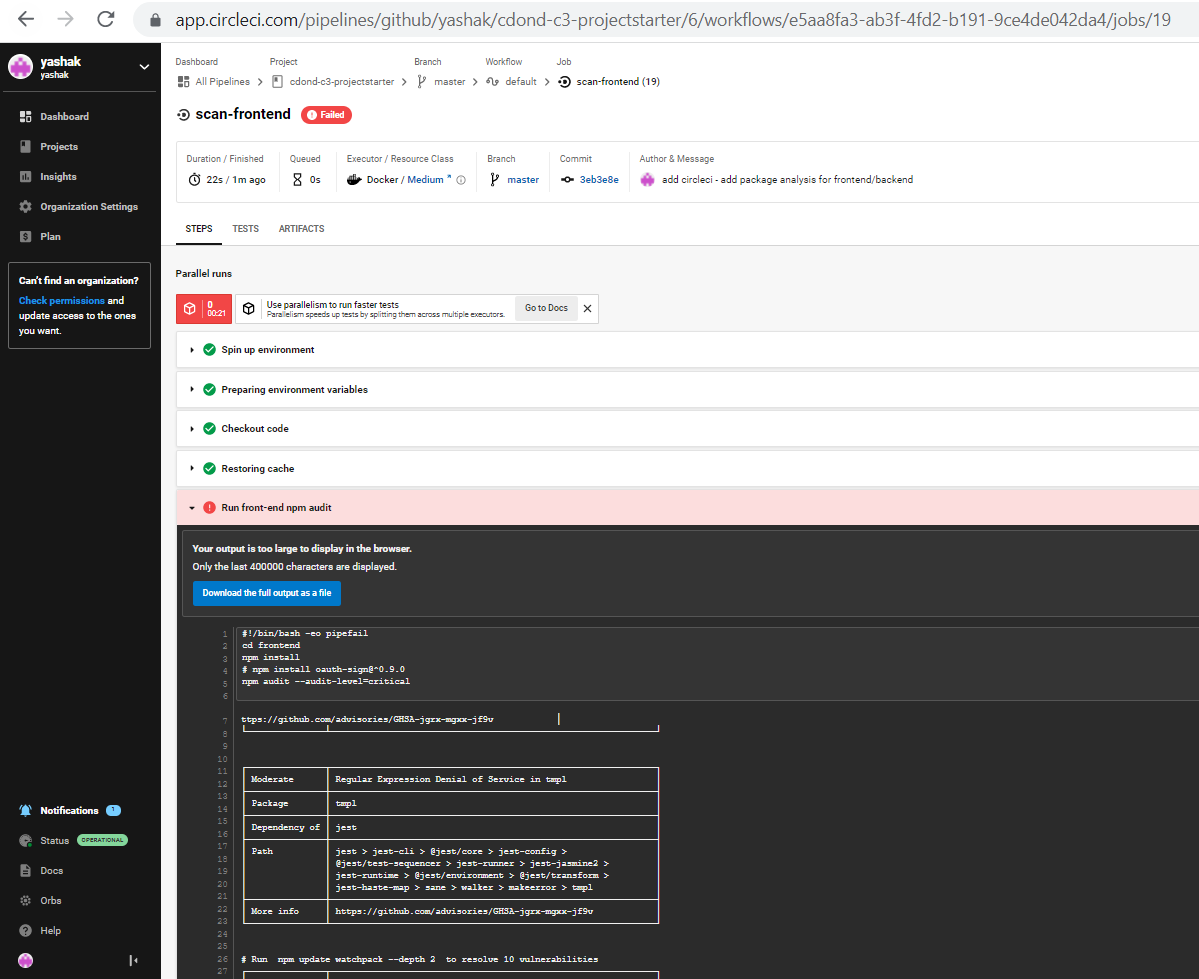 app.circleci.com/pipelines/github/yashak/cdond-c3-projectstarter/6/workflows/e5aa8fa3-ab3f-4fd2-b191-9ce4de042da4/jobs/19
yashak
yashak
Dashboard
Projects
Insights
Organization Settings
Plan
Can't find an organization?
Check permissions and
update access to the ones
you want.
Notifications 1
Status OPERATIONAL
Docs
Orbs
Help
Dashboard Project Branch Workflow Job
All Pipelines cdond-c3-projectstarter master default scan-frontend (19)
scan-frontend Failed
Duration / Finished Queued Executor / Resource Class Branch Commit Author & Message
22s / 1m ago 0s Docker / Medium master 3eb3e8e add circleci - add package analysis for frontend/backend
STEPS TESTS ARTIFACTS
Parallel runs
0
00:21
Use parallelism to run faster tests
Parallelism speeds up tests by splitting them across multiple executors.
Go to Docs
Spin up environment
Preparing environment variables
Checkout code
Restoring cache
Run front-end npm audit
Your output is too large to display in the browser.
Only the last 400000 characters are displayed.
Download the full output as a file
1 #!/bin/bash -eo pipefail
2 cd frontend
3 npm install
4 # npm install oauth-sign@^0.9.0
5 npm audit --audit-level=critical
6
7 ttps://github.com/advisories/GHSA-jgrx-mgxx-jf9v │
8
9
10
11
12 Moderate Regular Expression Denial of Service in tmpl
13
14 Package tmpl
15
16 Dependency of jest
17
18 Path jest > jest-cli > @jest/core > jest-config >
19 @jest/test-sequencer > jest-runner > jest-jasmine2 >
20 jest-runtime > @jest/environment > @jest/transform >
21 jest-haste-map > sane > walker > makeerror > tmpl
22
23 More info https://github.com/advisories/GHSA-jgrx-mgxx-jf9v
24
25
26 # Run npm update watchpack --depth 2 to resolve 10 vulnerabilities
27